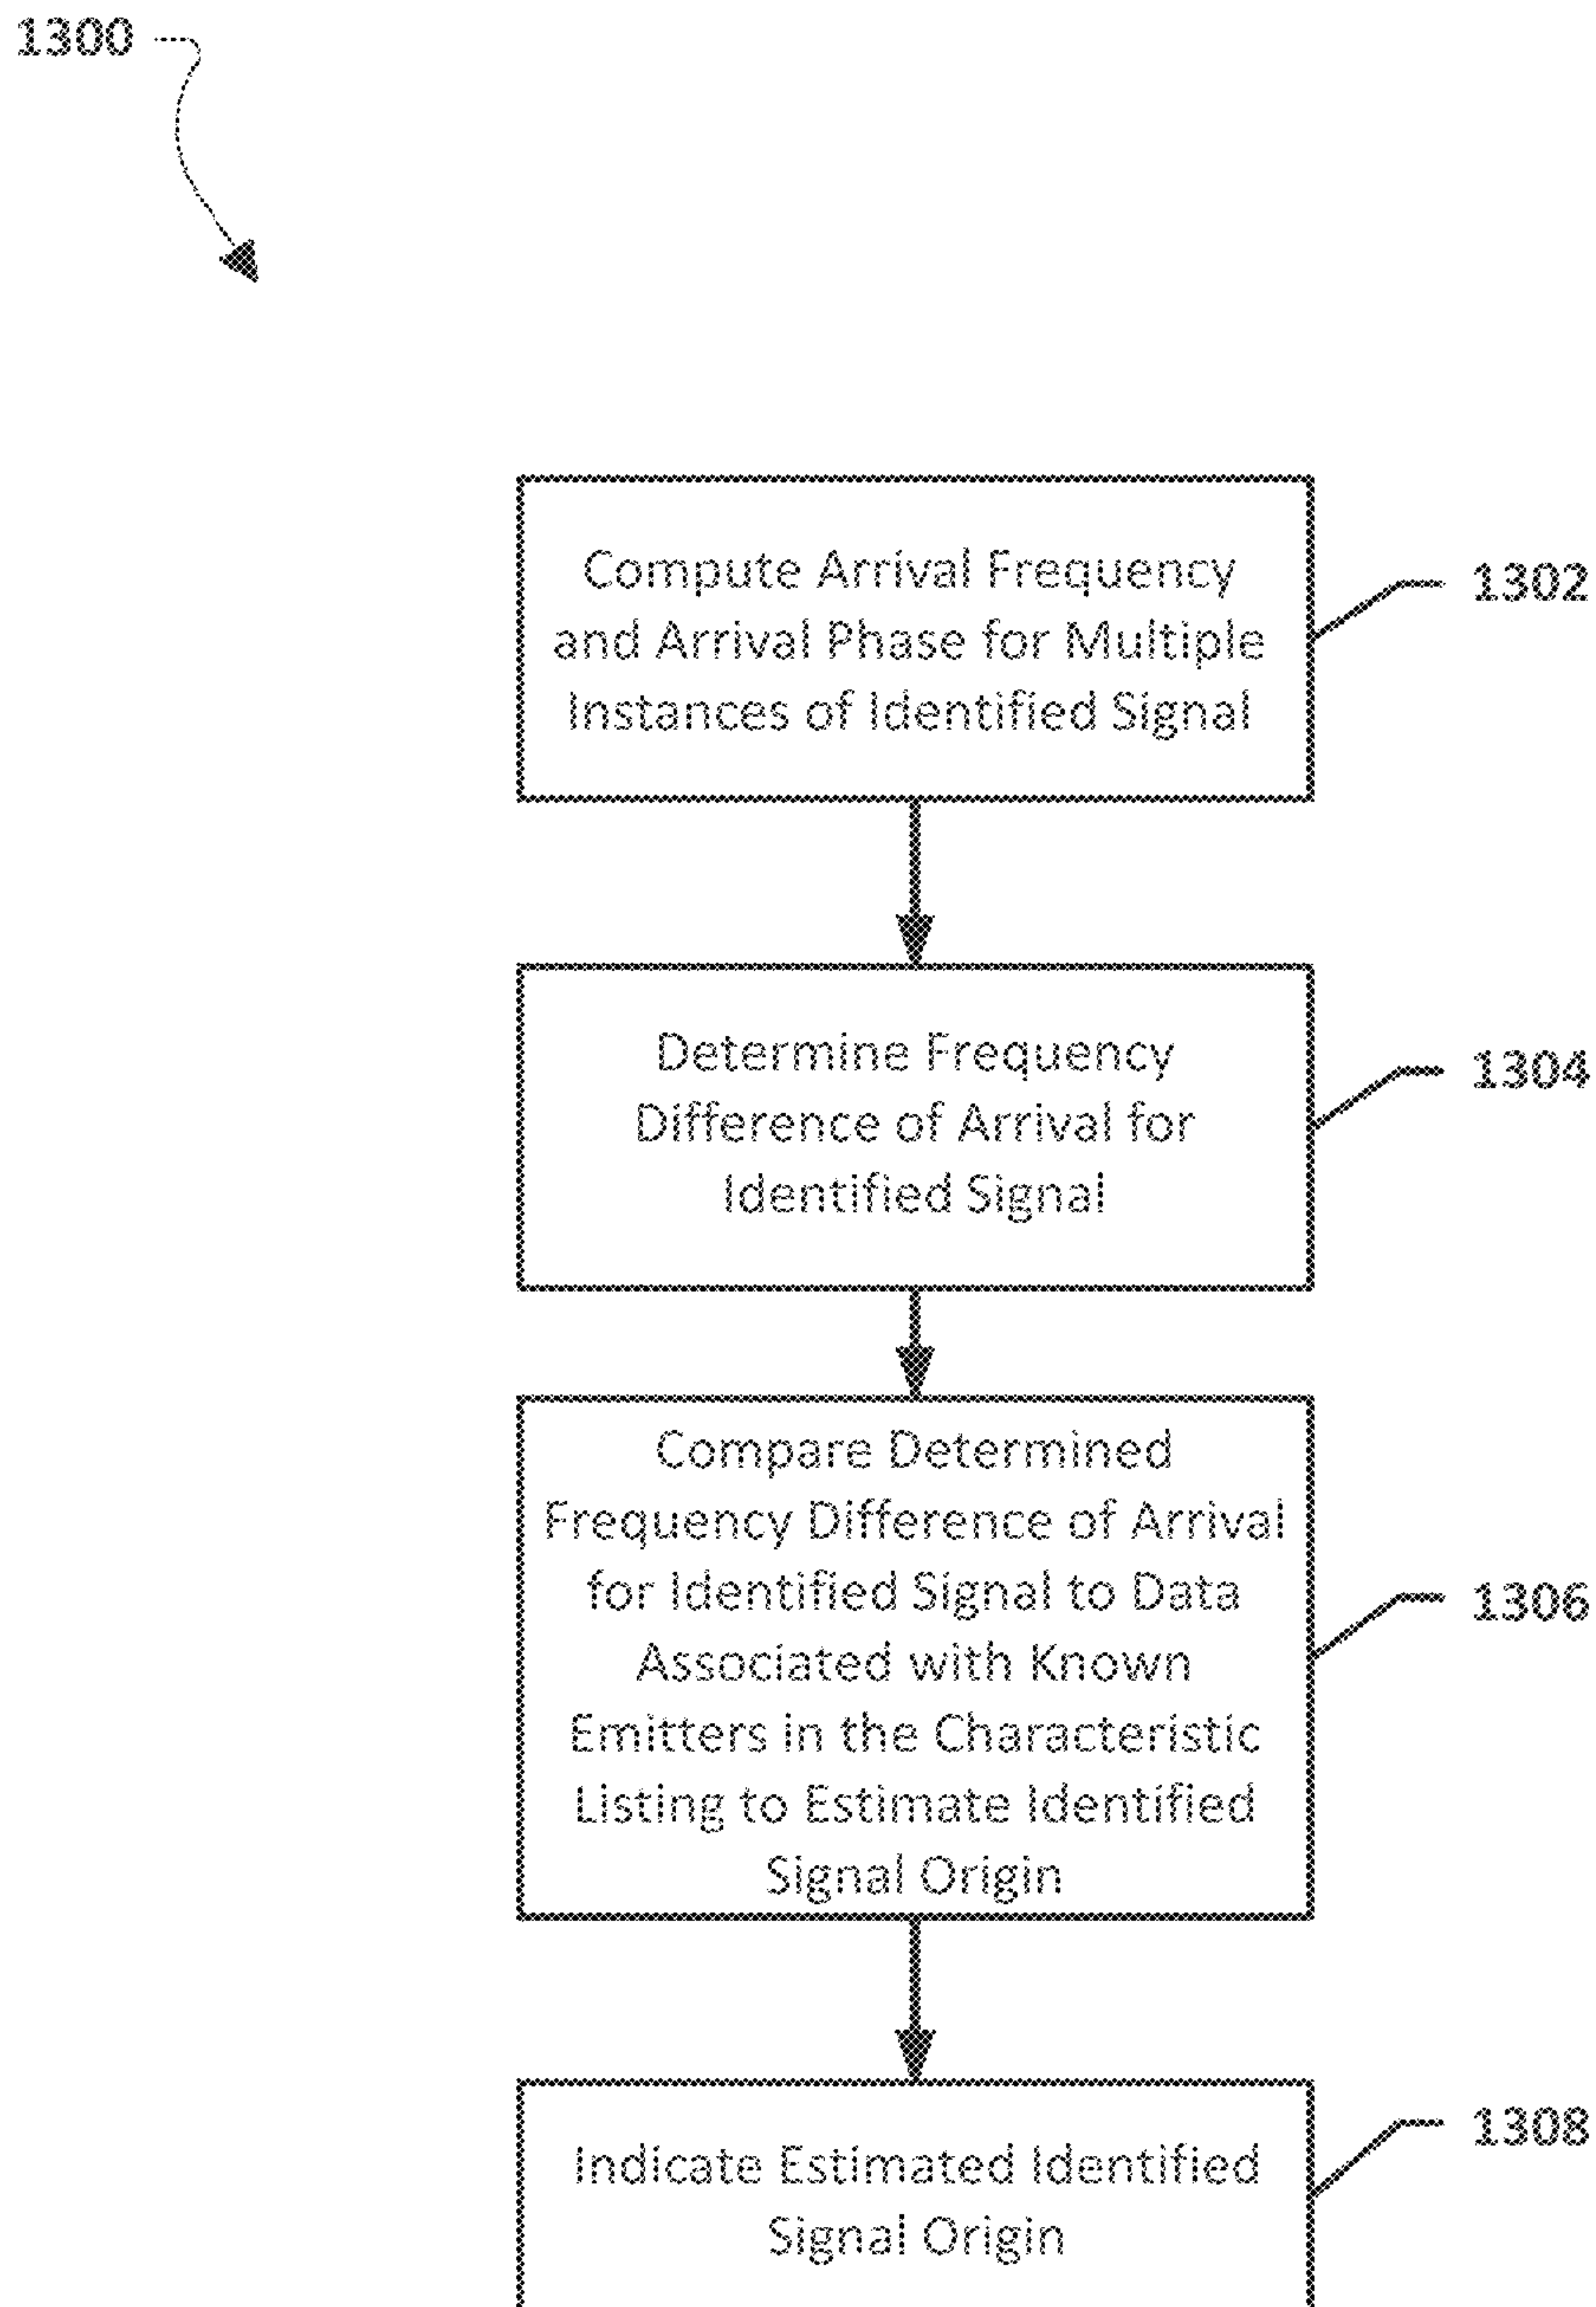 1300
Compute Arrival Frequency
and Arrival Phase for Multiple
Instances of Identified Signal
1302
Determine Frequency
Difference of Arrival for
Identified Signal
1304
Compare Determined
Frequency Difference of Arrival
for Identified Signal to Data
Associated with Known
Emitters in the Characteristic
Listing to Estimate Identified
Signal Origin
1306
Indicate Estimated Identified
Signal Origin
1308